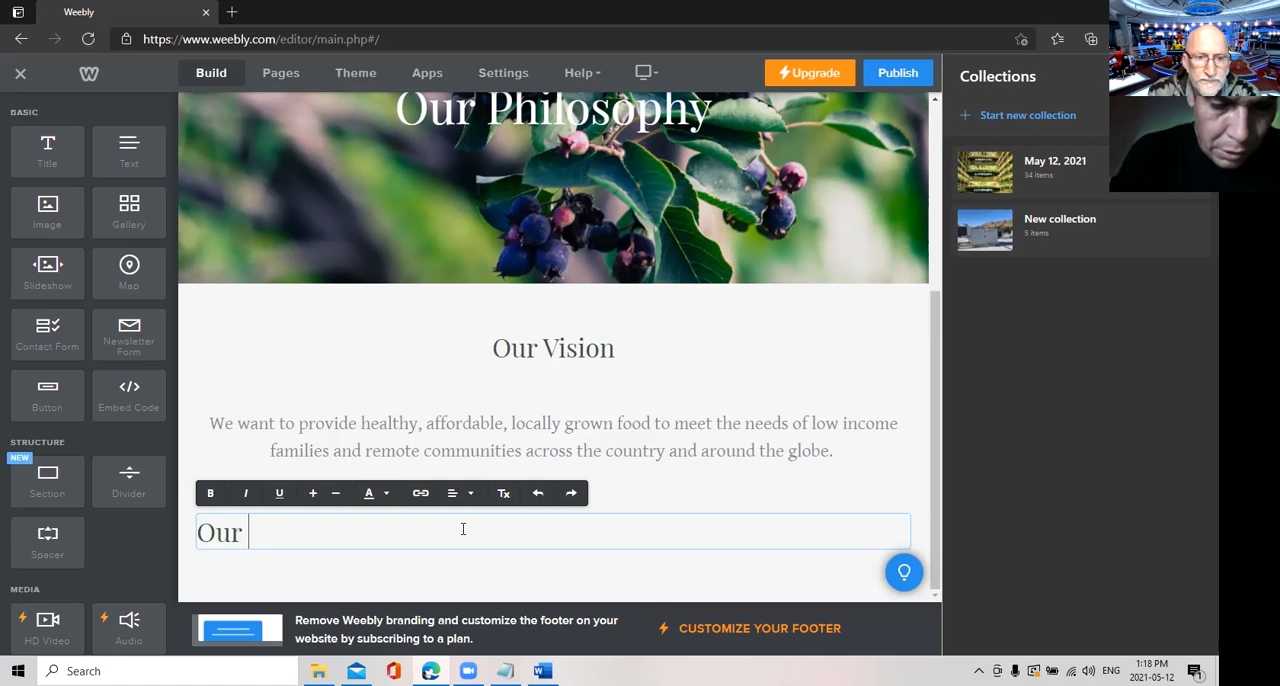 Weebly
https://www.weebly.com/editor/main.php#/
Build Pages Theme Apps Settings Help Upgrade Publish
Collections
Start new collection
May 12, 2021
34 items
New collection
5 items
BASIC
Title Text
Image Gallery
Slideshow Map
Contact Form Newsletter
Form
Button Embed Code
STRUCTURE
NEW
Section Divider
Spacer
MEDIA
HD Video Audio
Our Philosophy
Our Vision
We want to provide healthy, affordable, locally grown food to meet the needs of low income
families and remote communities across the country and around the globe.
B I U + − A Tx
Our
Remove Weebly branding and customize the footer on your
website by subscribing to a plan.
CUSTOMIZE YOUR FOOTER
Search
ENG
1:18 PM
2021-05-12
1